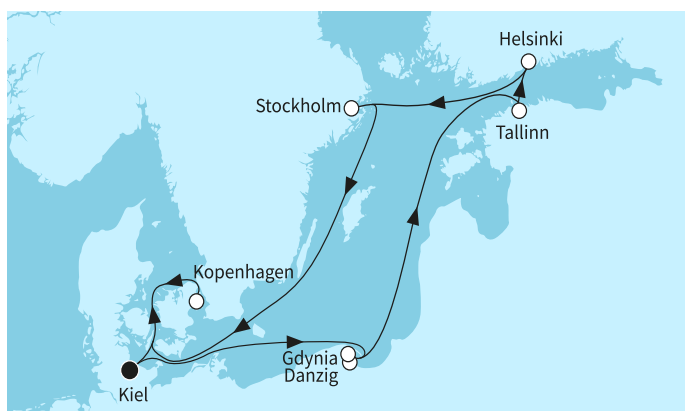 Helsinki
Stockholm
Tallinn
Kopenhagen
Gdynia
Danzig
Kiel